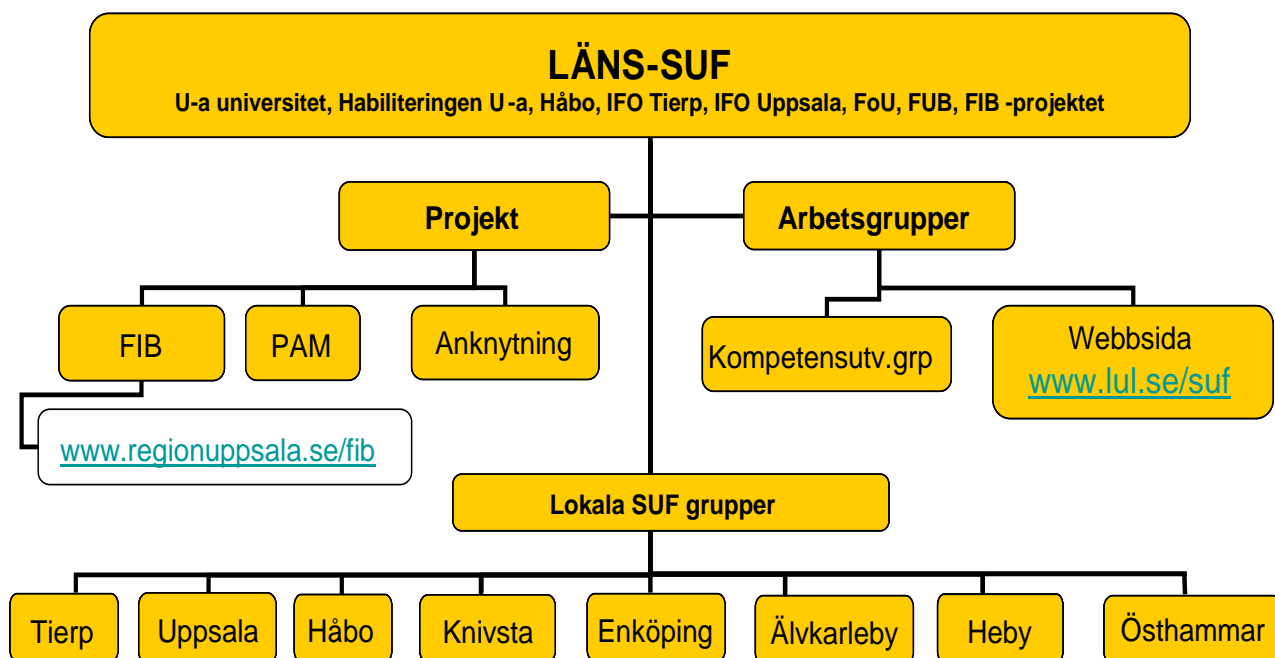 LÄNS-SUF
U-a universitet, Habiliteringen U-a, Håbo, IFO Tierp, IFO Uppsala, FoU, FUB, FIB -projektet
Projekt
Arbetsgrupper
FIB
PAM
Anknytning
Kompetensutv.grp
Webbsida
www.lul.se/suf
www.regionuppsala.se/fib
Lokala SUF grupper
Tierp
Uppsala
Håbo
Knivsta
Enköping
Älvkarleby
Heby
Östhammar